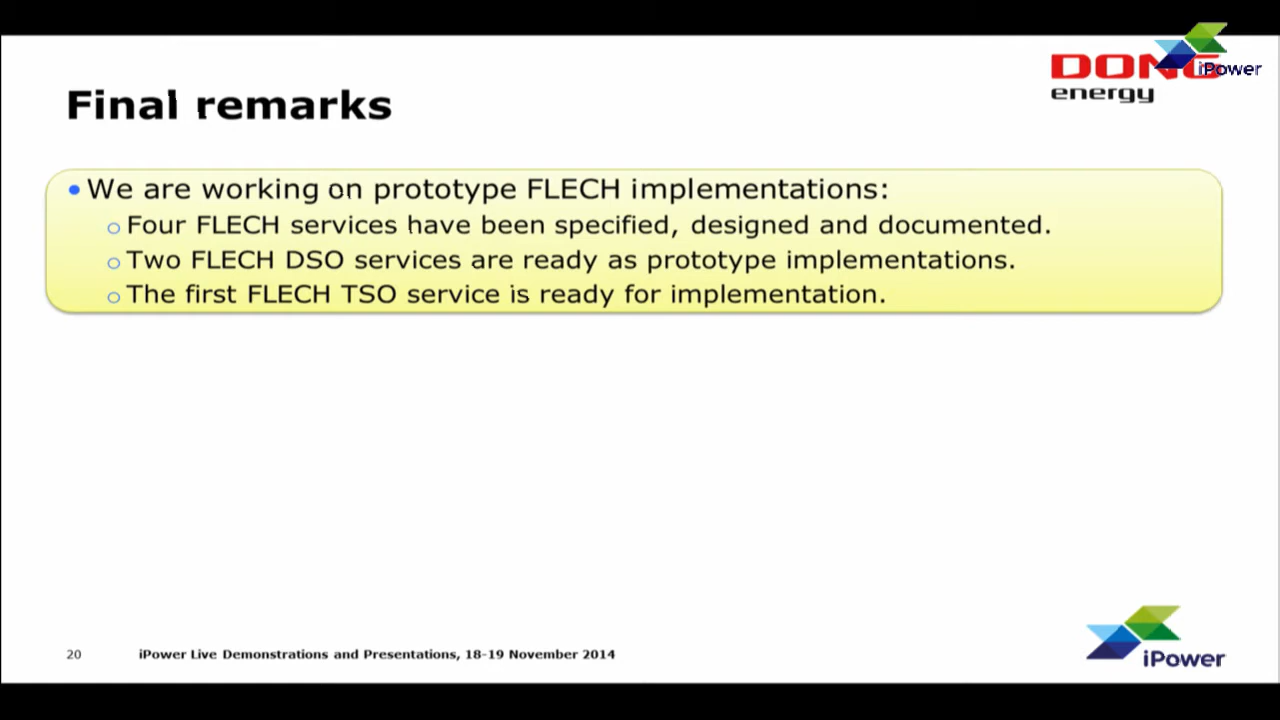 DONG
energy
iPower
Final remarks
• We are working on prototype FLECH implementations:
o Four FLECH services have been specified, designed and documented.
o Two FLECH DSO services are ready as prototype implementations.
o The first FLECH TSO service is ready for implementation.
20 iPower Live Demonstrations and Presentations, 18-19 November 2014
iPower